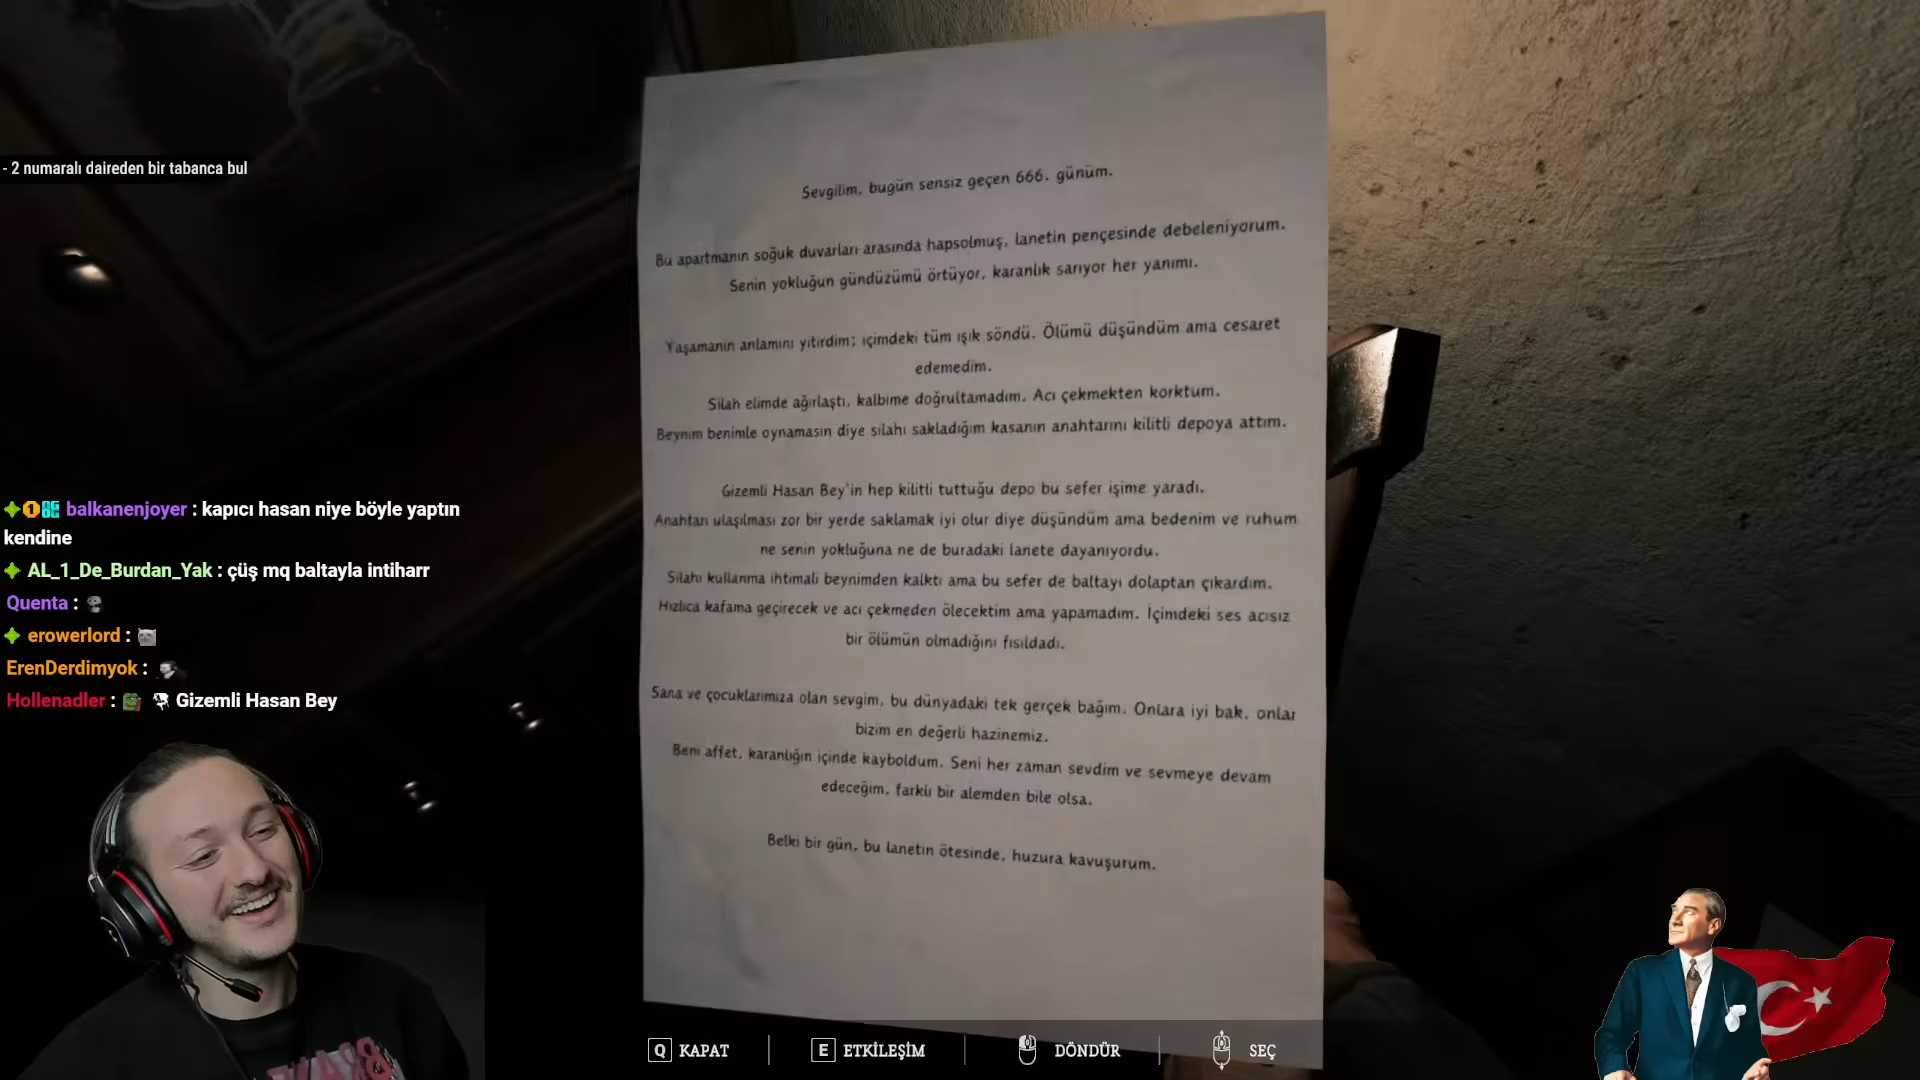 - 2 numaralı daireden bir tabanca bul
Sevgilim, bugün sensiz geçen 666. günüm.
Bu apartmanın soğuk duvarları arasında hapsolmuş, lanetin pençesinde debeleniyorum.
Senin yokluğun gündüzümü örtüyor, karanlık sarıyor her yanımı.
Yaşamanın anlamını yitirdim; içimdeki tüm ışık söndü. Ölümü düşündüm ama cesaret
edemedim.
Silah elimde ağırlaştı, kalbime doğrultamadım. Acı çekmekten korktum.
Beynim benimle oynamasın diye silahı sakladığım kasanın anahtarını kilitli depoya attım.
Gizemli Hasan Bey'in hep kilitli tuttuğu depo bu sefer işime yaradı.
Anahtarı ulaşılması zor bir yerde saklamak iyi olur diye düşündüm ama bedenim ve ruhum
ne senin yokluğuna ne de buradaki lanete dayanıyordu.
Silahı kullanma ihtimali beynimden kalktı ama bu sefer de baltayı dolaptan çıkardım.
Hızlıca kafama geçirecek ve acı çekmeden ölecektim ama yapamadım. İçimdeki ses acısız
bir ölümün olmadığını fısıldadı.
Sana ve çocuklarımıza olan sevgim, bu dünyadaki tek gerçek bağım. Onlara iyi bak, onlar
bizim en değerli hazinemiz.
Beni affet, karanlığın içinde kayboldum. Seni her zaman sevdim ve sevmeye devam
edeceğim, farklı bir alemden bile olsa.
Belki bir gün, bu lanetin ötesinde, huzura kavuşurum.
balkanenjoyer : kapıcı hasan niye böyle yaptın
kendine
AL_1_De_Burdan_Yak : çüş mq baltayla intiharr
Quenta :
erowerlord :
ErenDerdimyok :
Hollenadler : Gizemli Hasan Bey
Q KAPAT
E ETKİLEŞİM
DÖNDÜR
SEÇ